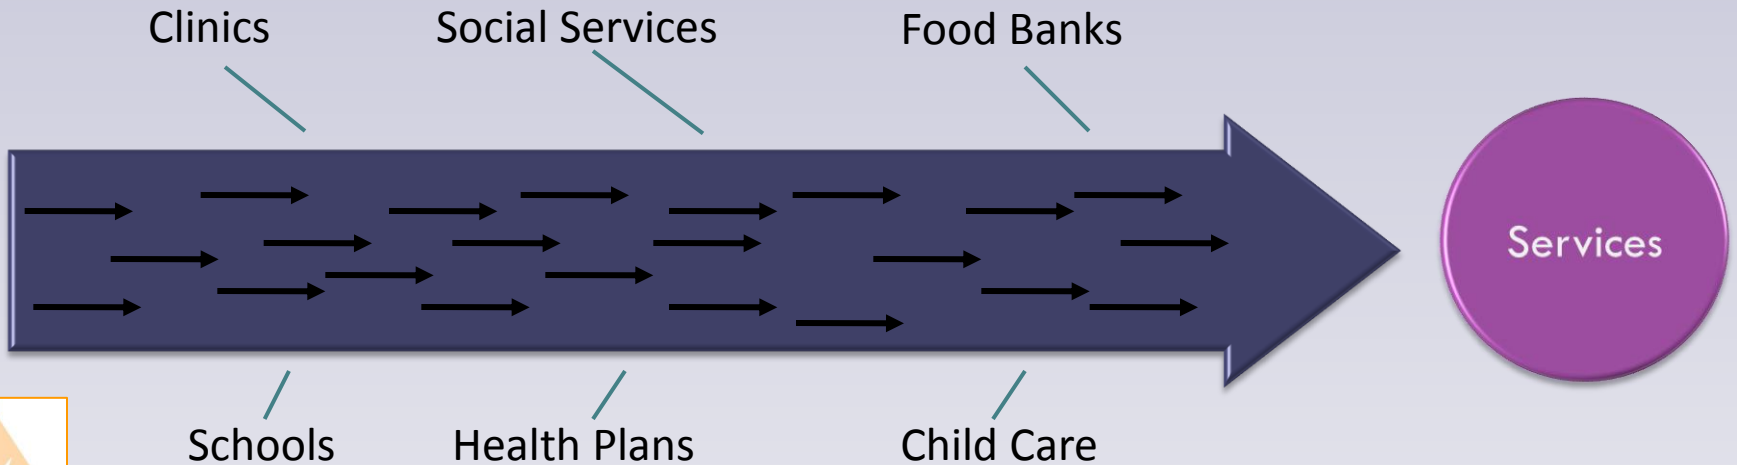 Clinics
Social Services
Food Banks
Services
Schools
Health Plans
Child Care